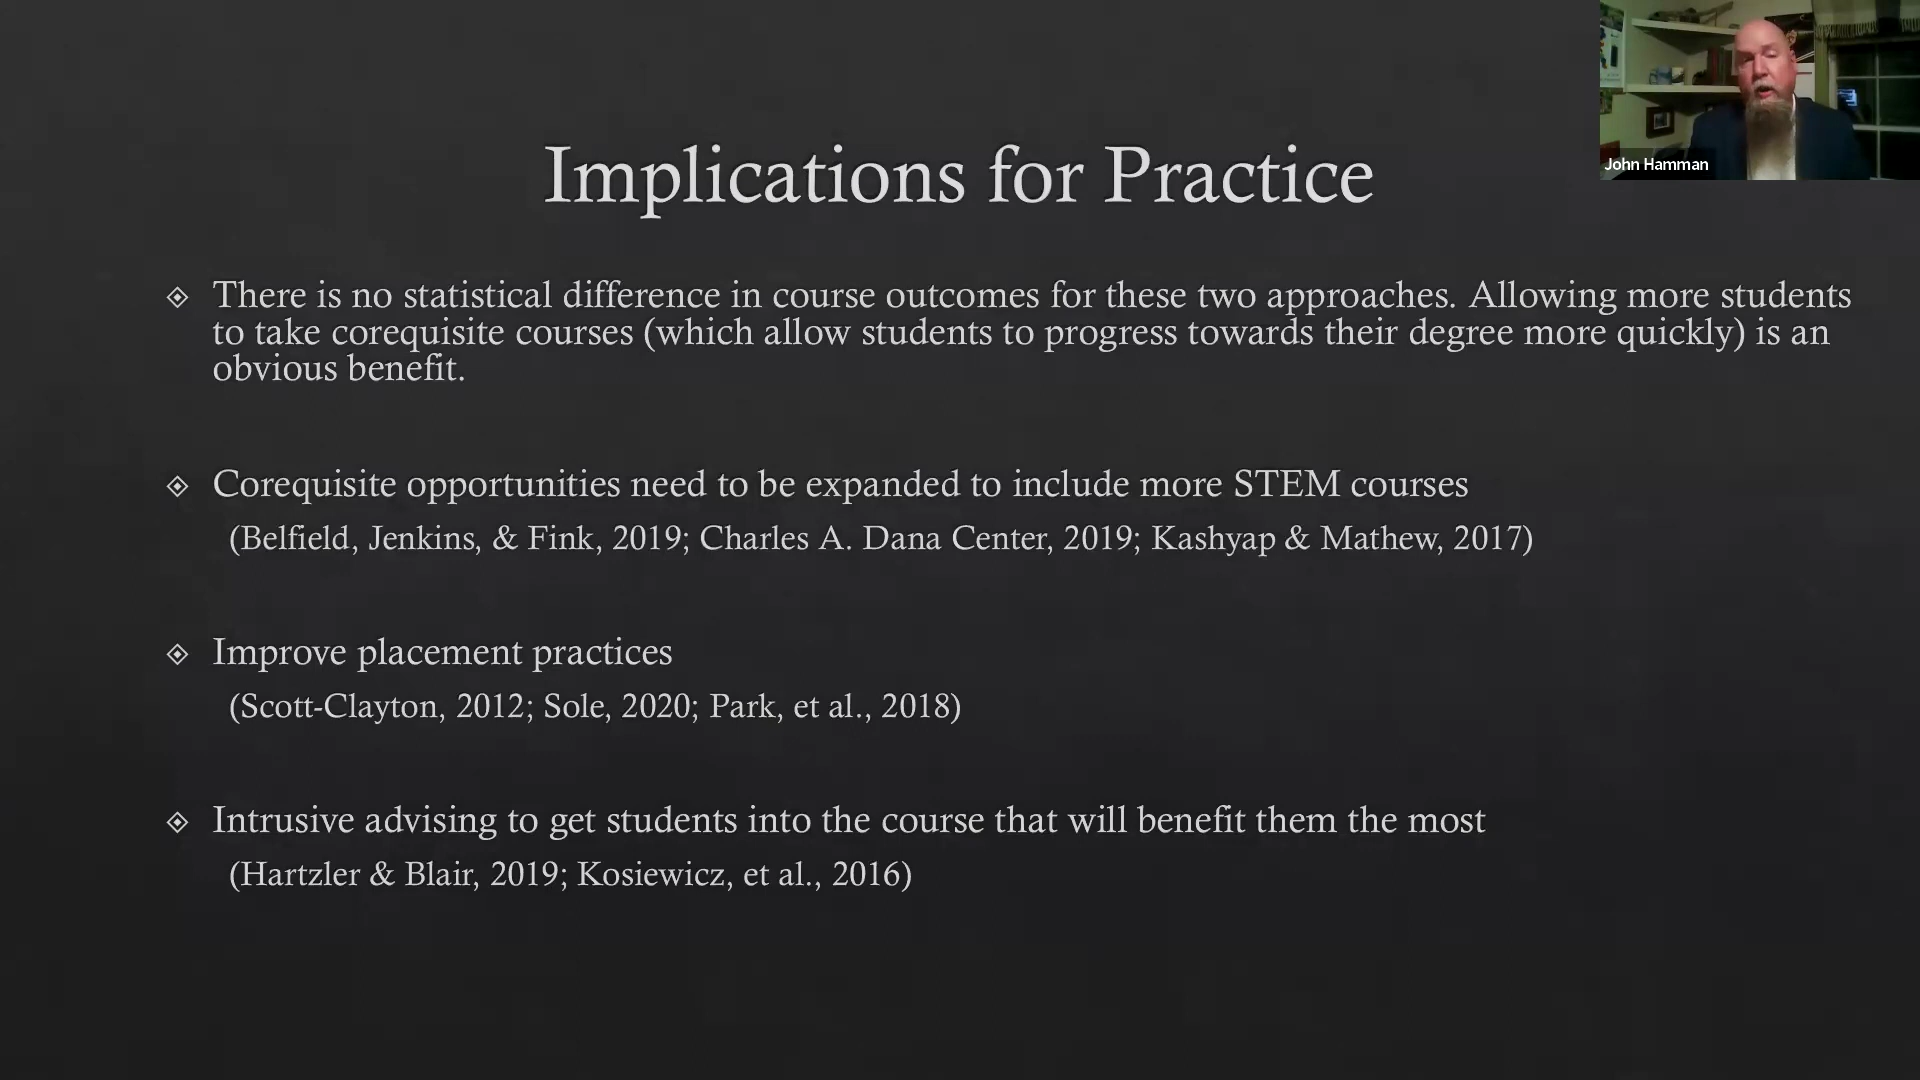 John Hamman
Implications for Practice
There is no statistical difference in course outcomes for these two approaches. Allowing more students
to take corequisite courses (which allow students to progress towards their degree more quickly) is an
obvious benefit.
Corequisite opportunities need to be expanded to include more STEM courses
(Belfield, Jenkins, & Fink, 2019; Charles A. Dana Center, 2019; Kashyap & Mathew, 2017)
Improve placement practices
(Scott-Clayton, 2012; Sole, 2020; Park, et al., 2018)
Intrusive advising to get students into the course that will benefit them the most
(Hartzler & Blair, 2019; Kosiewicz, et al., 2016)